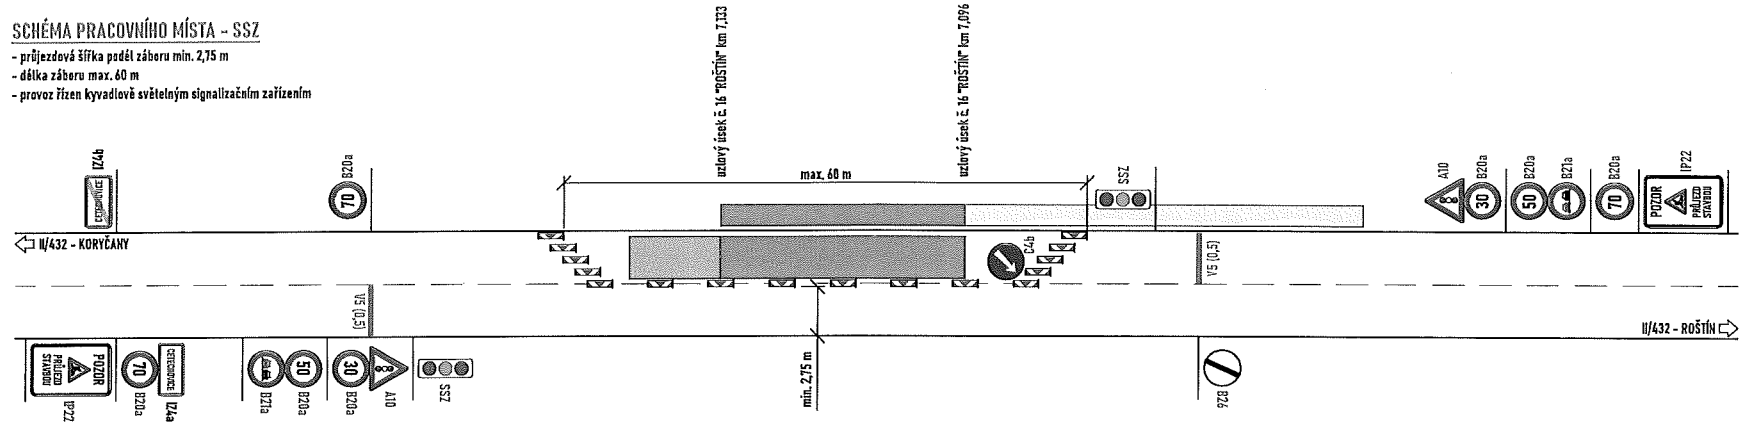 SCHÉMA PRACOVNÍHO MÍSTA - SSZ
- průjezdová šířka podél záboru min. 2,75 m
- délka záboru max. 60 m
- provoz řízen kyvadlově světelným signalizačním zařízením
uzlový úsek č. 16 "ROŠTÍN" km 7,133
uzlový úsek č. 16 "ROŠTÍN" km 7,096
IZ4b
CETECHOVICE
B20a
70
max. 60 m
SSZ
A10
B20a
30
B20a
50
B21a
B20a
70
IP22
POZOR
PRŮJEZD
STAVBOU
II/432 - KORYČANY
C4b
V5 (0,5)
V5 (0,5)
II/432 - ROŠTÍN
min. 2,75 m
POZOR
PRŮJEZD
STAVBOU
IP22
70
B20a
CETECHOVICE
IZ4a
B21a
50
B20a
30
B20a
A10
SSZ
B26